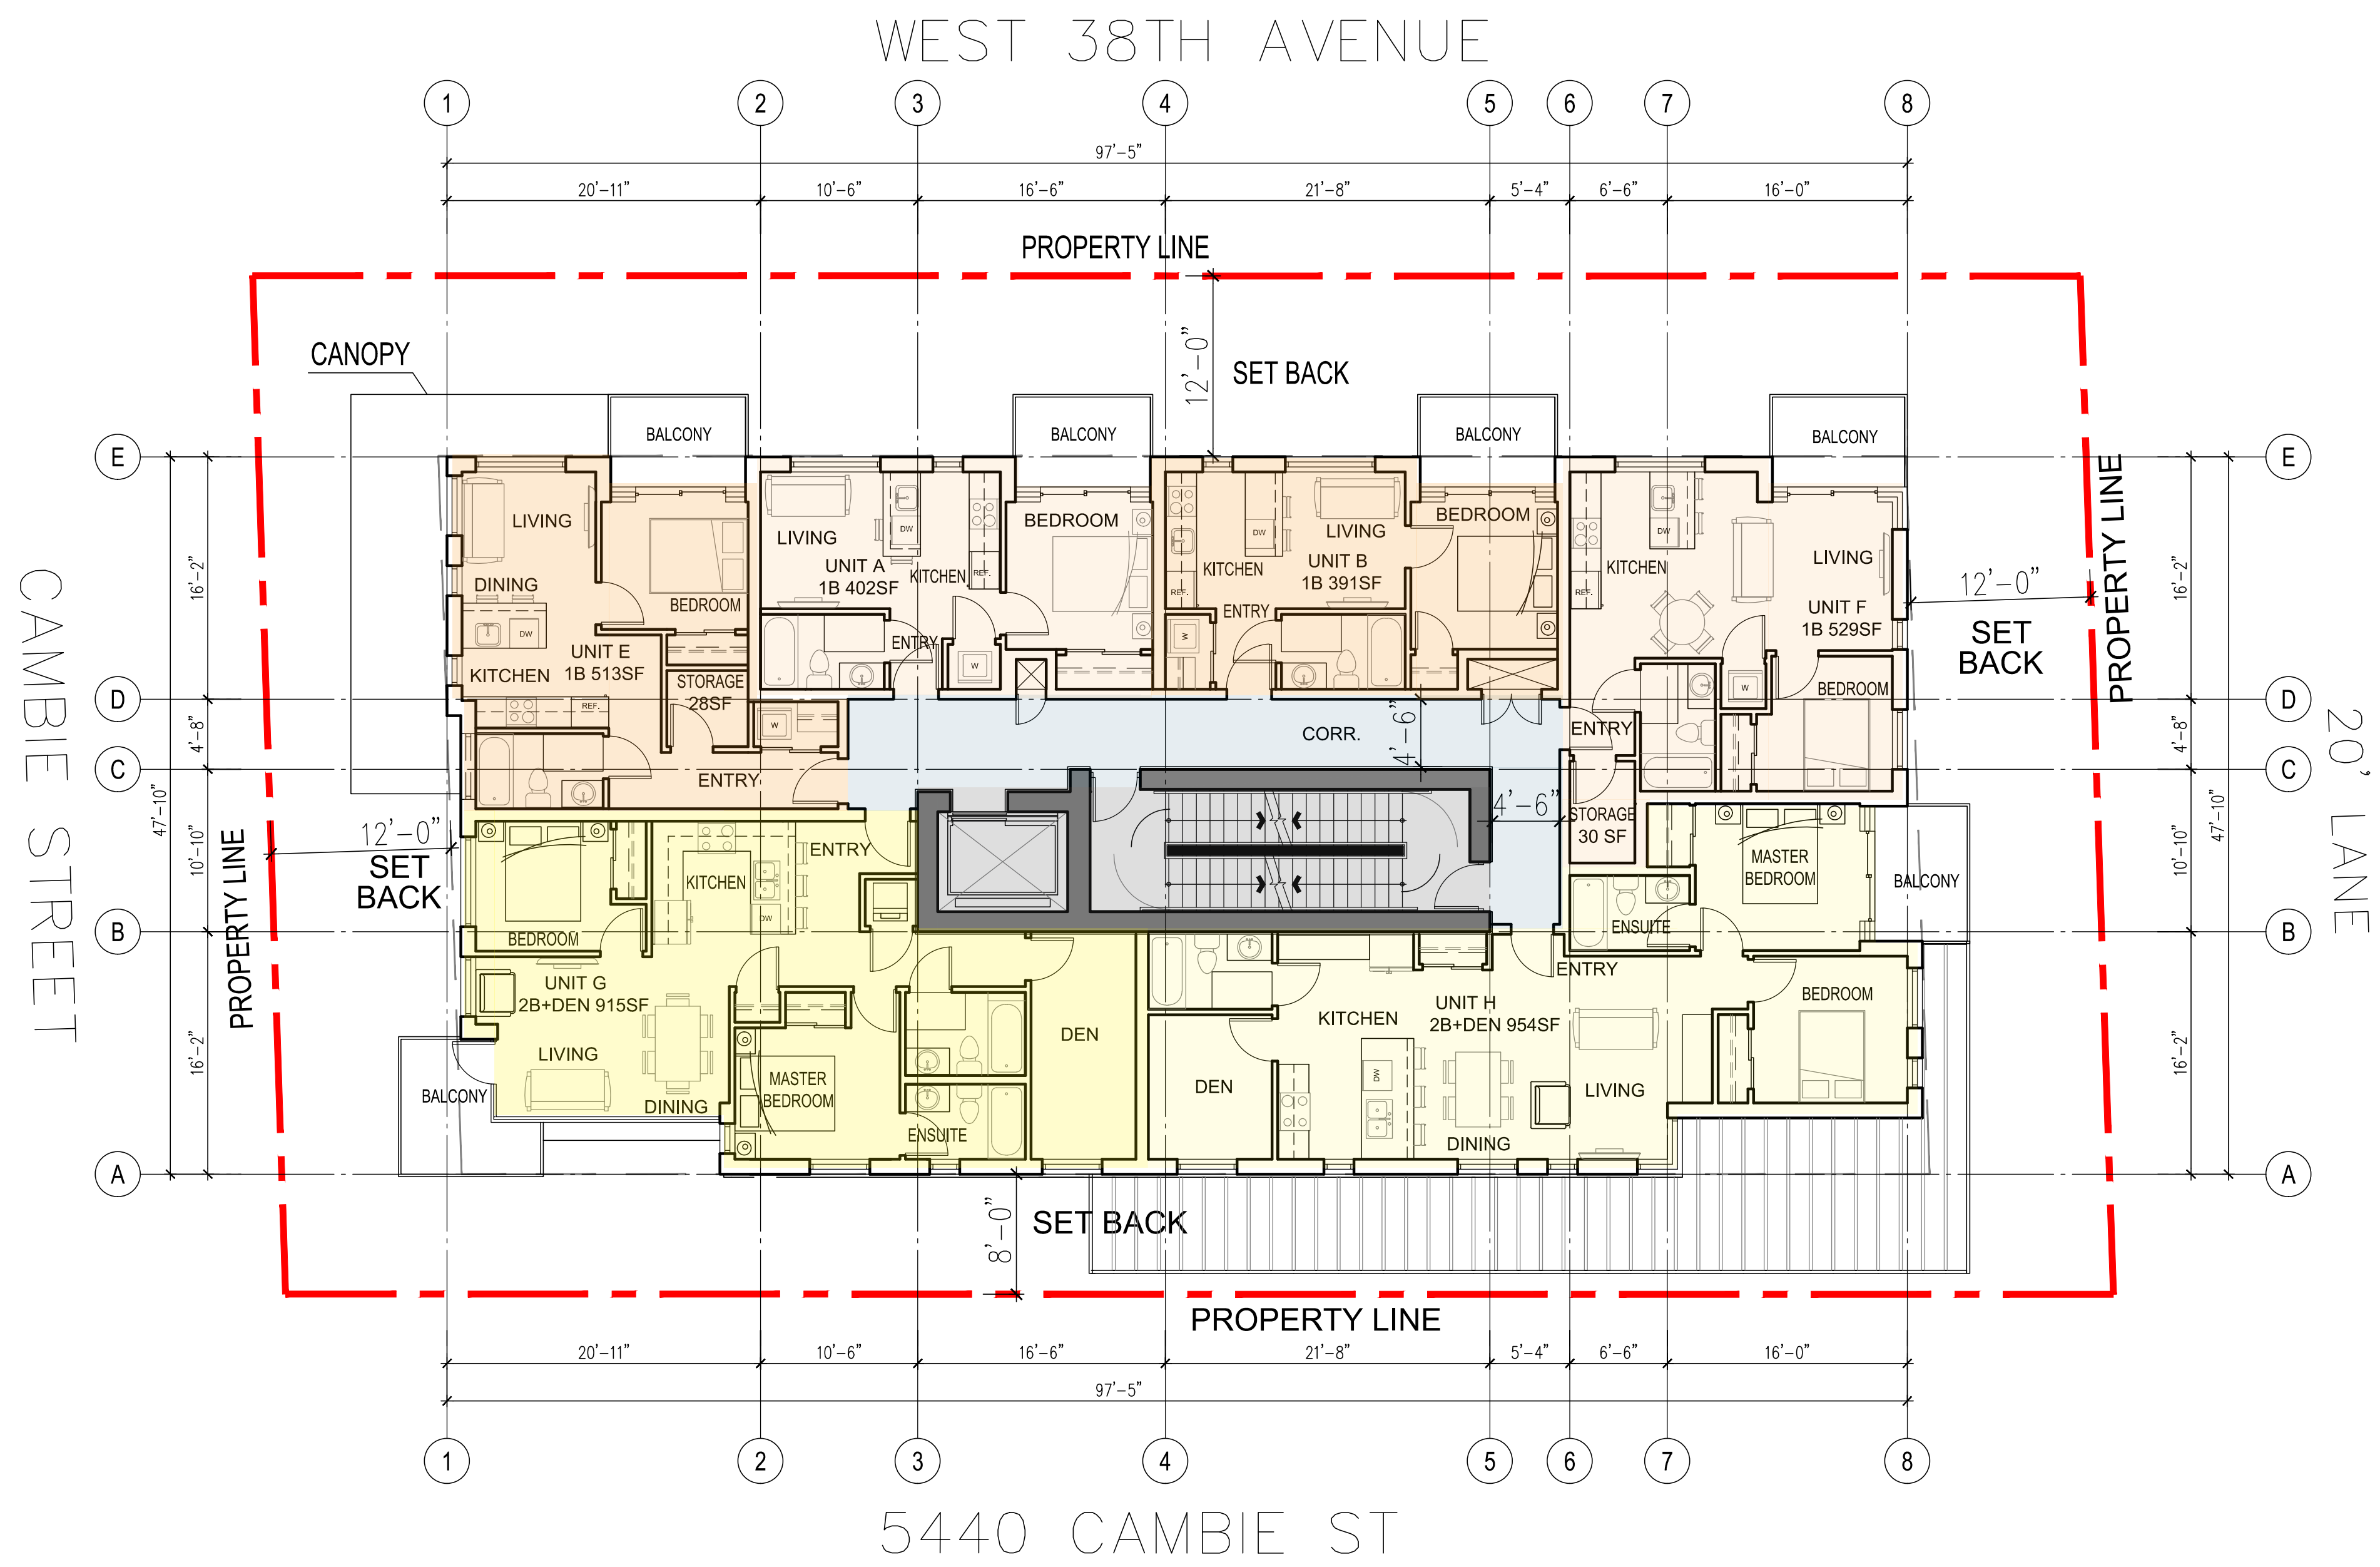 WEST 38TH AVENUE
1 2 3 4 5 6 7 8
97'-5"
20'-11" 10'-6" 16'-6" 21'-8" 5'-4" 6'-6" 16'-0"
PROPERTY LINE
CANOPY
12'-0"
SET BACK
BALCONY BALCONY BALCONY BALCONY
E E
LIVING
DINING
BEDROOM
KITCHEN
DW
UNIT E
1B 513SF
REF.
STORAGE
28SF
W
ENTRY
LIVING
UNIT A
1B 402SF
KITCHEN
DW
REF.
BEDROOM
ENTRY
W
KITCHEN
DW
REF.
LIVING
UNIT B
1B 391SF
BEDROOM
ENTRY
W
KITCHEN
DW
REF.
LIVING
UNIT F
1B 529SF
W
BEDROOM
ENTRY
STORAGE
30 SF
16'-2"
16'-2"
12'-0"
SET
BACK
PROPERTY LINE
D D
CORR.
4'-6"
4'-8"
4'-8"
C C
4'-6"
47'-10"
47'-10"
CAMBIE STREET
20' LANE
12'-0"
SET
BACK
PROPERTY LINE
10'-10"
10'-10"
BEDROOM
KITCHEN
DW
ENTRY
MASTER
BEDROOM
BALCONY
ENSUITE
B B
UNIT G
2B+DEN 915SF
LIVING
DINING
BALCONY
MASTER
BEDROOM
ENSUITE
DEN
ENTRY
UNIT H
2B+DEN 954SF
KITCHEN
DEN
DW
DINING
LIVING
BEDROOM
16'-2"
16'-2"
A A
8'-0"
SET BACK
PROPERTY LINE
20'-11" 10'-6" 16'-6" 21'-8" 5'-4" 6'-6" 16'-0"
97'-5"
1 2 3 4 5 6 7 8
5440 CAMBIE ST